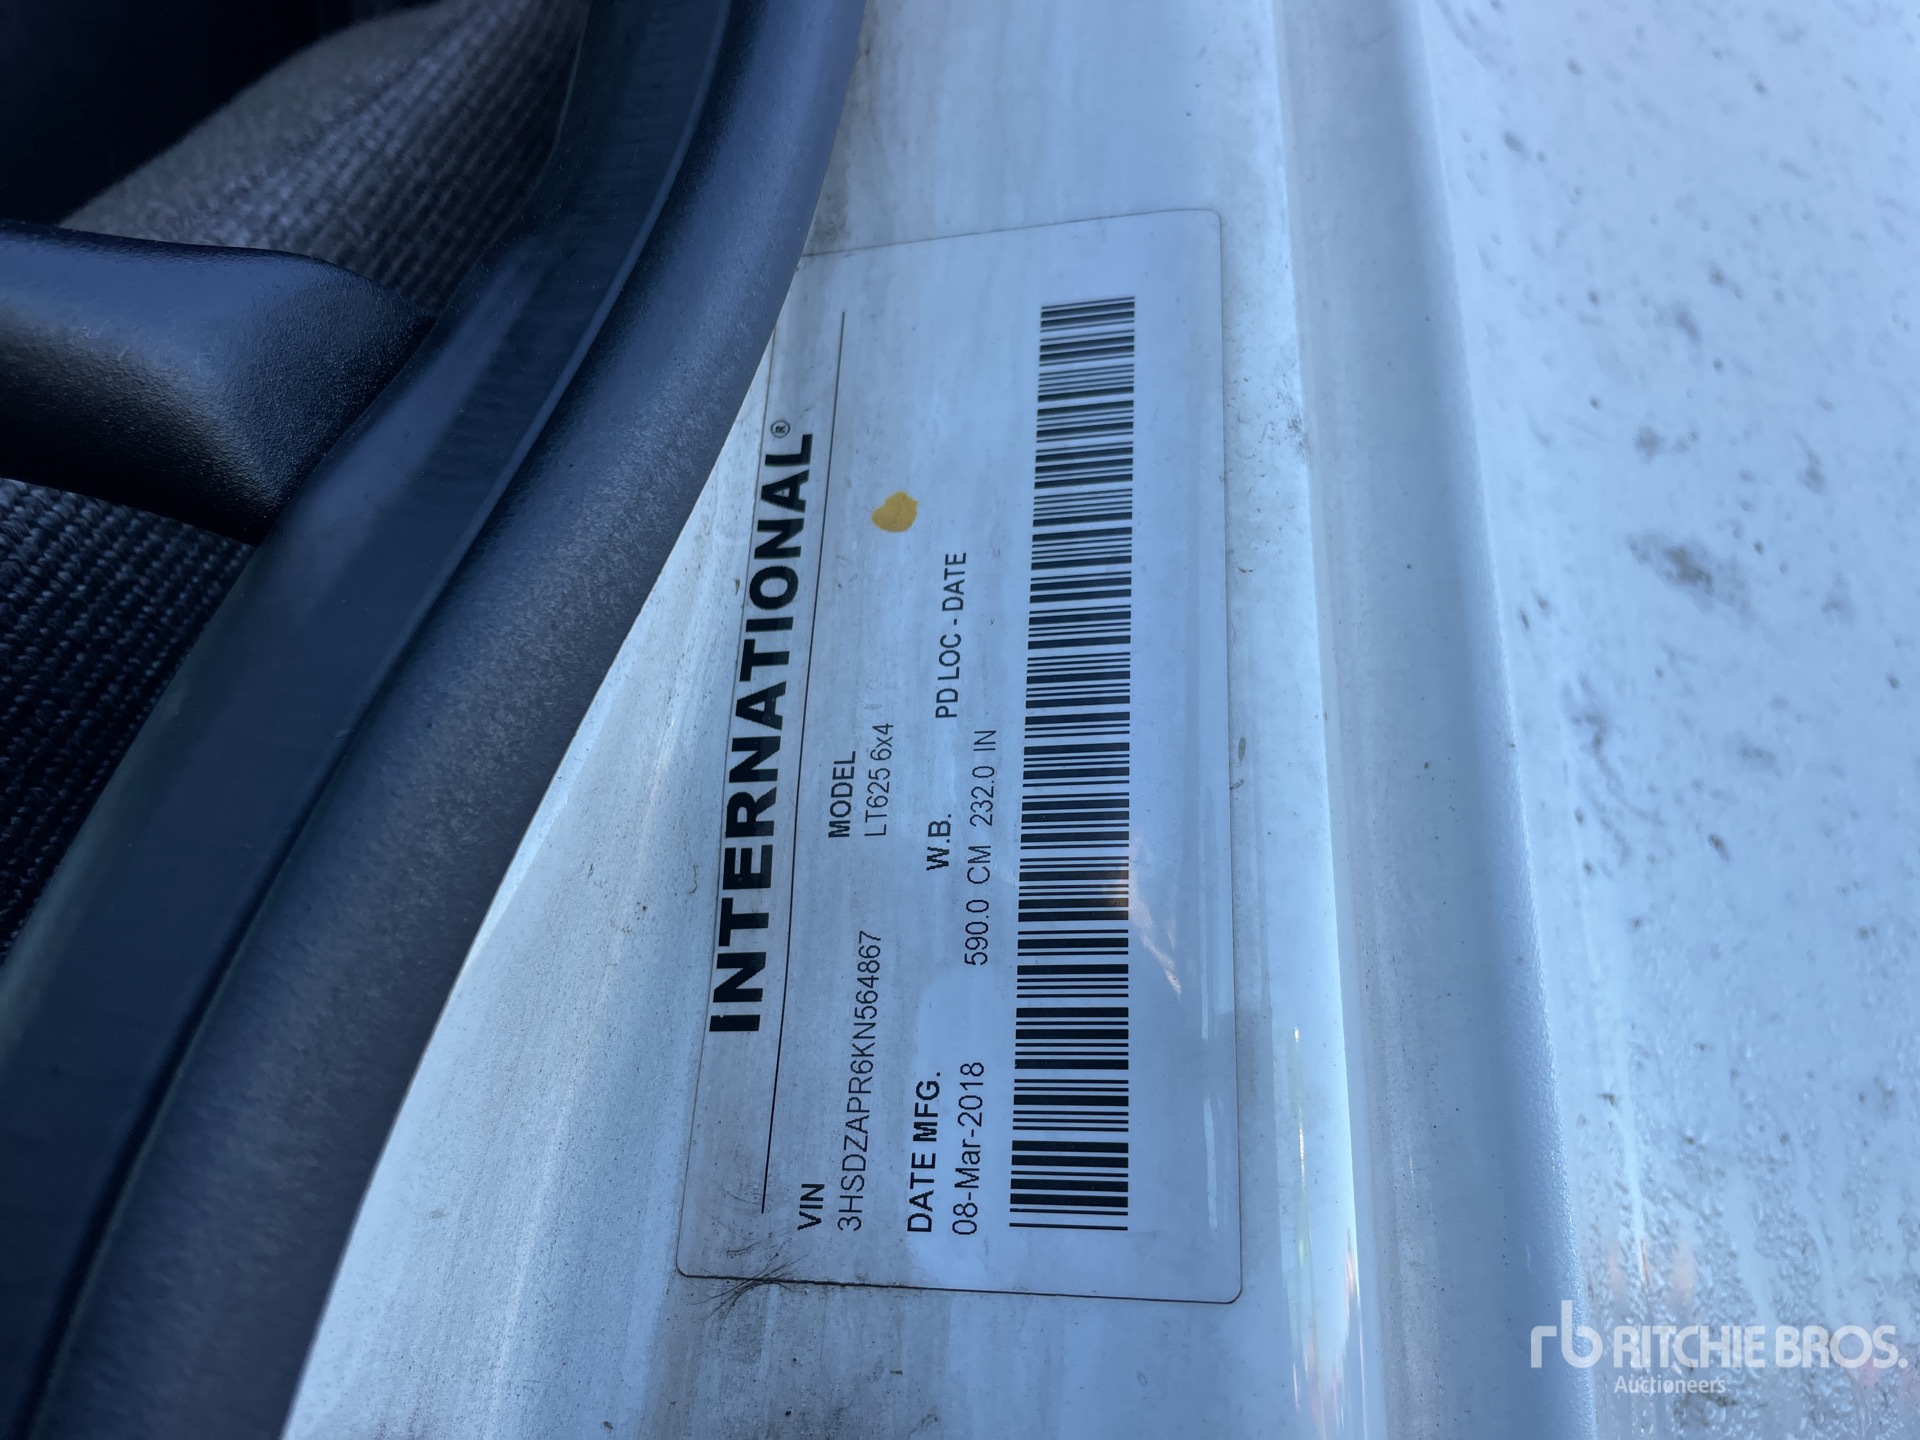 INTERNATIONAL®
VIN MODEL
3HSDZAPR6KN564867 LT625 6x4
DATE MFG. W.B. PD LOC - DATE
08-Mar-2018 590.0 CM 232.0 IN
rb RITCHIE BROS.
Auctioneers